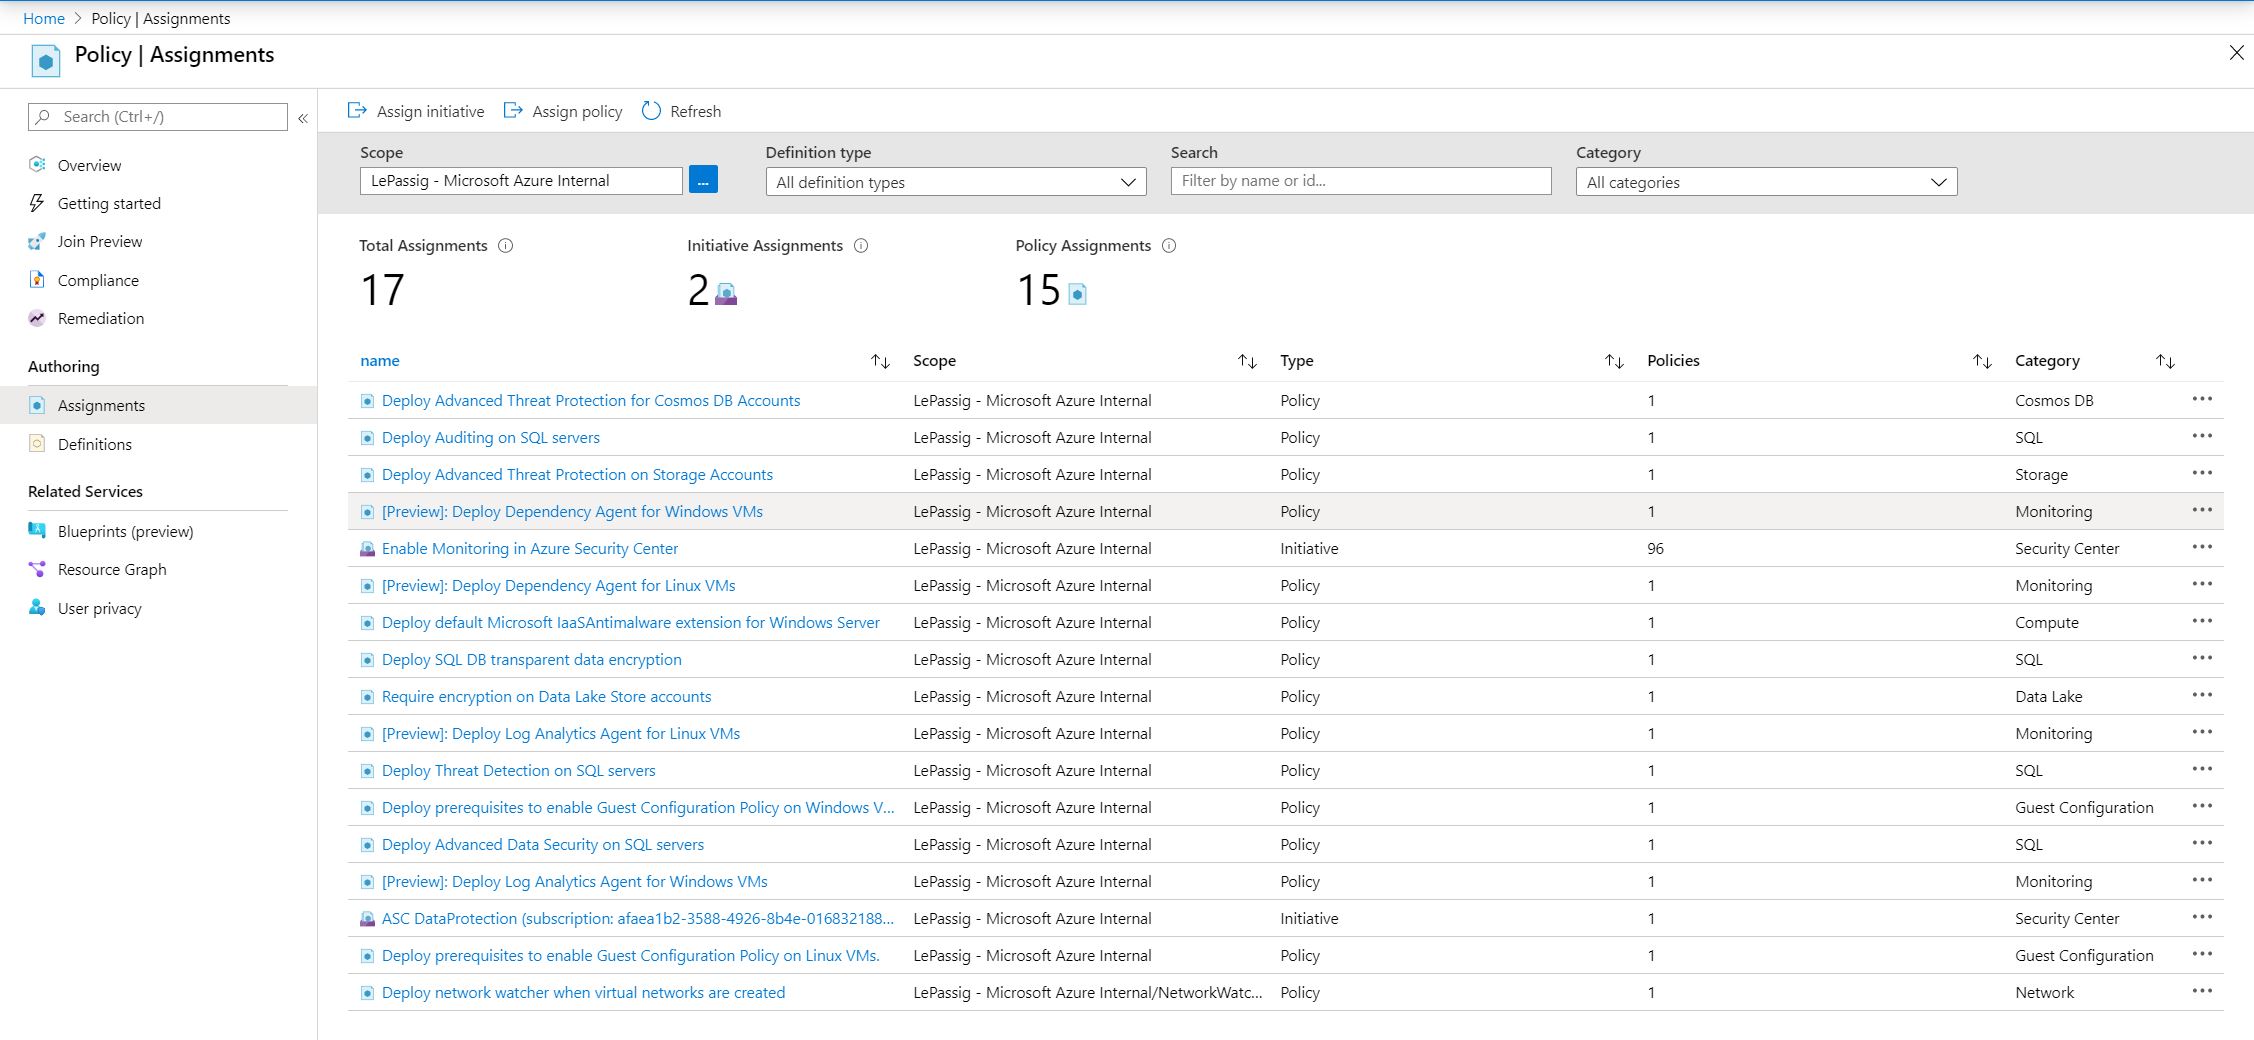 Home > Policy | Assignments
Policy | Assignments
Search (Ctrl+/) «
Overview
Getting started
Join Preview
Compliance
Remediation
Authoring
Assignments
Definitions
Related Services
Blueprints (preview)
Resource Graph
User privacy
Assign initiative Assign policy Refresh
Scope Definition type Search Category
LePassig - Microsoft Azure Internal ... All definition types Filter by name or id... All categories
Total Assignments Initiative Assignments Policy Assignments
17 2 15
name Scope Type Policies Category
Deploy Advanced Threat Protection for Cosmos DB Accounts LePassig - Microsoft Azure Internal Policy 1 Cosmos DB ...
Deploy Auditing on SQL servers LePassig - Microsoft Azure Internal Policy 1 SQL ...
Deploy Advanced Threat Protection on Storage Accounts LePassig - Microsoft Azure Internal Policy 1 Storage ...
[Preview]: Deploy Dependency Agent for Windows VMs LePassig - Microsoft Azure Internal Policy 1 Monitoring ...
Enable Monitoring in Azure Security Center LePassig - Microsoft Azure Internal Initiative 96 Security Center ...
[Preview]: Deploy Dependency Agent for Linux VMs LePassig - Microsoft Azure Internal Policy 1 Monitoring ...
Deploy default Microsoft IaaSAntimalware extension for Windows Server LePassig - Microsoft Azure Internal Policy 1 Compute ...
Deploy SQL DB transparent data encryption LePassig - Microsoft Azure Internal Policy 1 SQL ...
Require encryption on Data Lake Store accounts LePassig - Microsoft Azure Internal Policy 1 Data Lake ...
[Preview]: Deploy Log Analytics Agent for Linux VMs LePassig - Microsoft Azure Internal Policy 1 Monitoring ...
Deploy Threat Detection on SQL servers LePassig - Microsoft Azure Internal Policy 1 SQL ...
Deploy prerequisites to enable Guest Configuration Policy on Windows V... LePassig - Microsoft Azure Internal Policy 1 Guest Configuration ...
Deploy Advanced Data Security on SQL servers LePassig - Microsoft Azure Internal Policy 1 SQL ...
[Preview]: Deploy Log Analytics Agent for Windows VMs LePassig - Microsoft Azure Internal Policy 1 Monitoring ...
ASC DataProtection (subscription: afaea1b2-3588-4926-8b4e-016832188... LePassig - Microsoft Azure Internal Initiative 1 Security Center ...
Deploy prerequisites to enable Guest Configuration Policy on Linux VMs. LePassig - Microsoft Azure Internal Policy 1 Guest Configuration ...
Deploy network watcher when virtual networks are created LePassig - Microsoft Azure Internal/NetworkWatc... Policy 1 Network ...